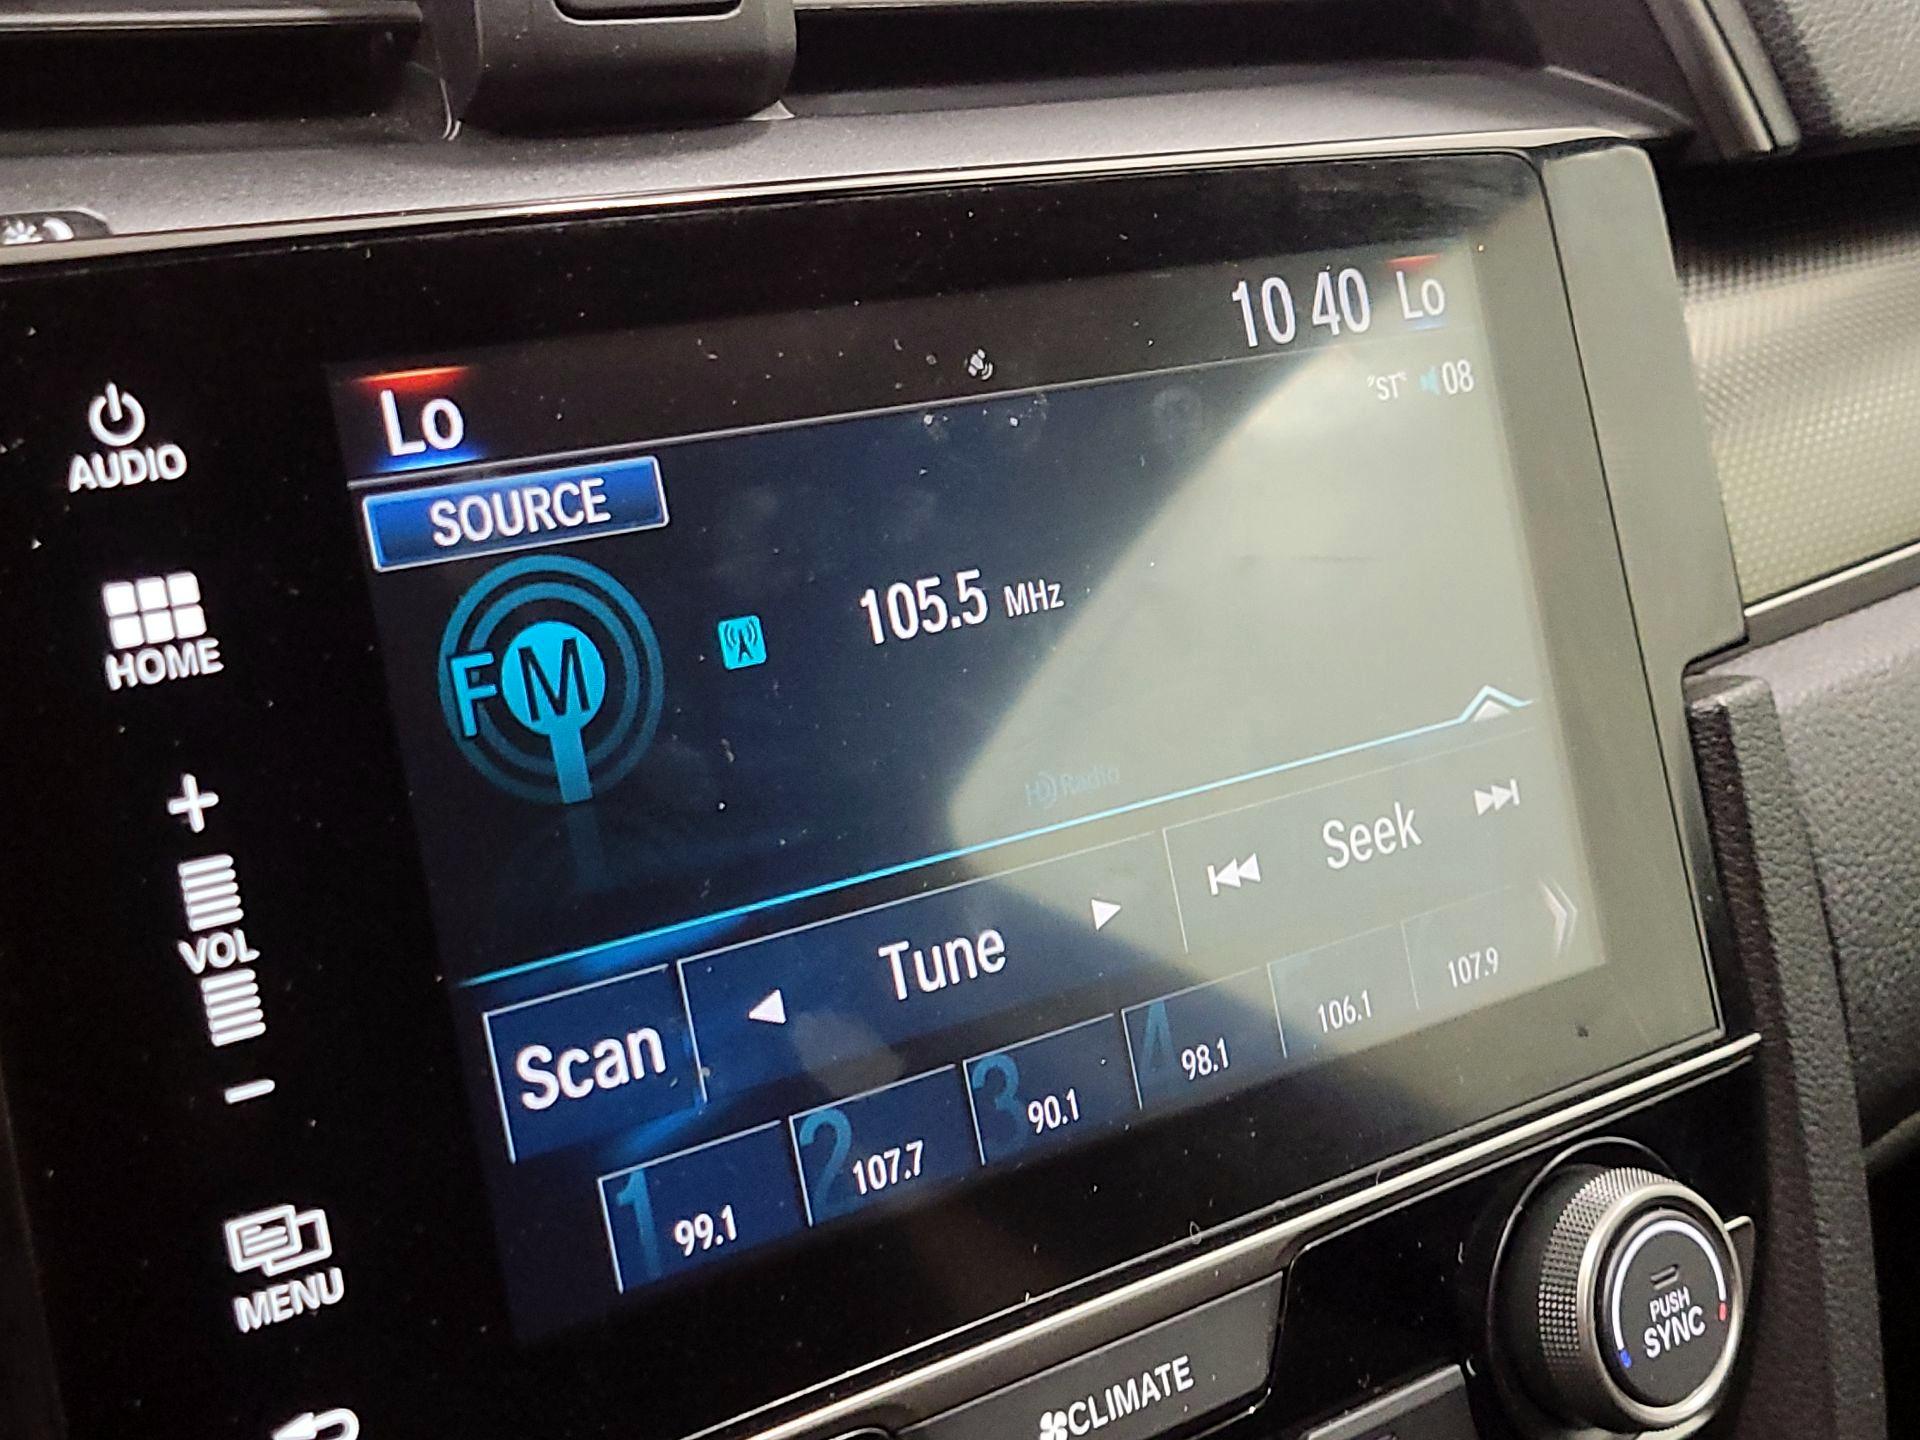 10 40 Lo
Lo
"ST" 08
SOURCE
AUDIO
FM
105.5 MHz
HOME
HD Radio
Seek
Tune
VOL
Scan
1 99.1
2 107.7
3 90.1
4 98.1
106.1
107.9
MENU
PUSH
SYNC
CLIMATE